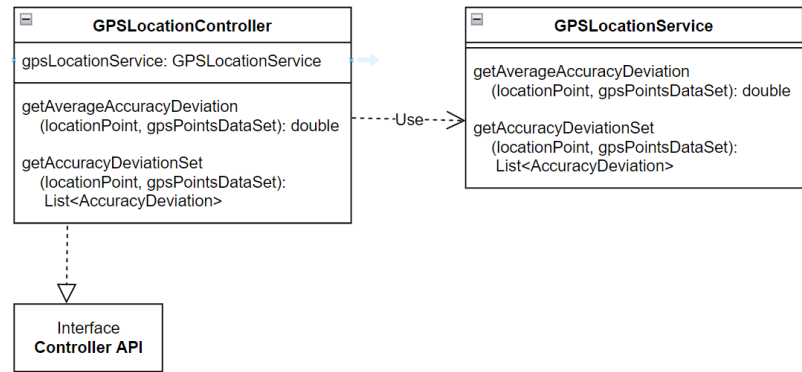 GPSLocationController
gpsLocationService: GPSLocationService
getAverageAccuracyDeviation
(locationPoint, gpsPointsDataSet): double
getAccuracyDeviationSet
(locationPoint, gpsPointsDataSet):
List<AccuracyDeviation>
Use
GPSLocationService
getAverageAccuracyDeviation
(locationPoint, gpsPointsDataSet): double
getAccuracyDeviationSet
(locationPoint, gpsPointsDataSet):
List<AccuracyDeviation>
Interface
Controller API